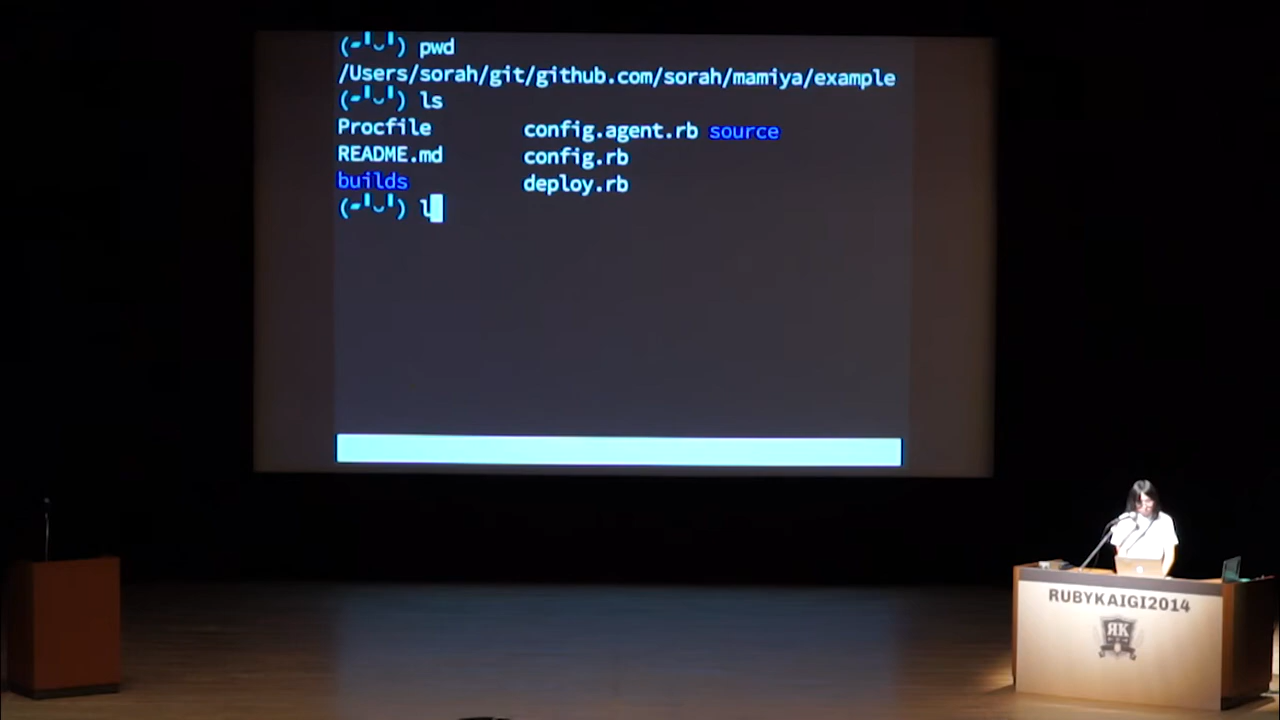 (-╹◡╹) pwd
/Users/sorah/git/github.com/sorah/mamiya/example
(-╹◡╹) ls
Procfile config.agent.rb source
README.md config.rb
builds deploy.rb
(-╹◡╹) l
RUBYKAIGI2014
RK